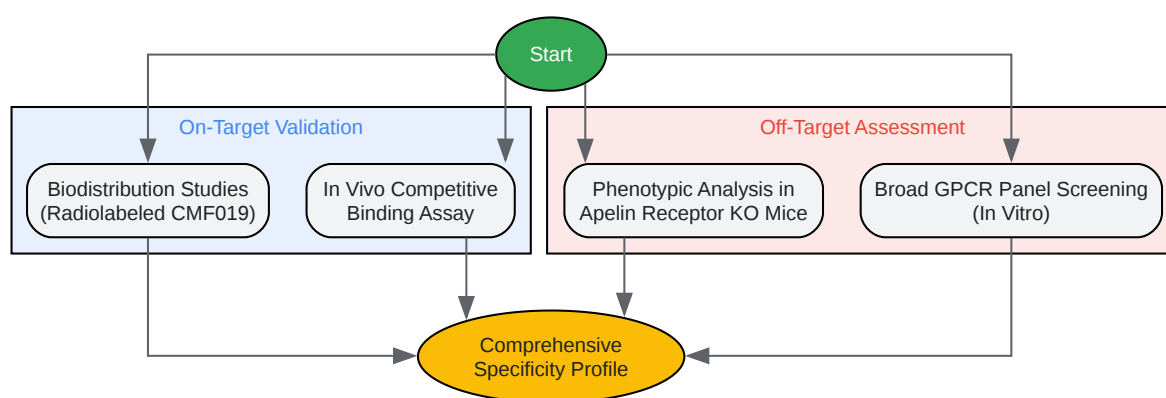 Start
On-Target Validation
Off-Target Assessment
Biodistribution Studies
(Radiolabeled CMF019)
In Vivo Competitive
Binding Assay
Phenotypic Analysis in
Apelin Receptor KO Mice
Broad GPCR Panel Screening
(In Vitro)
Comprehensive
Specificity Profile